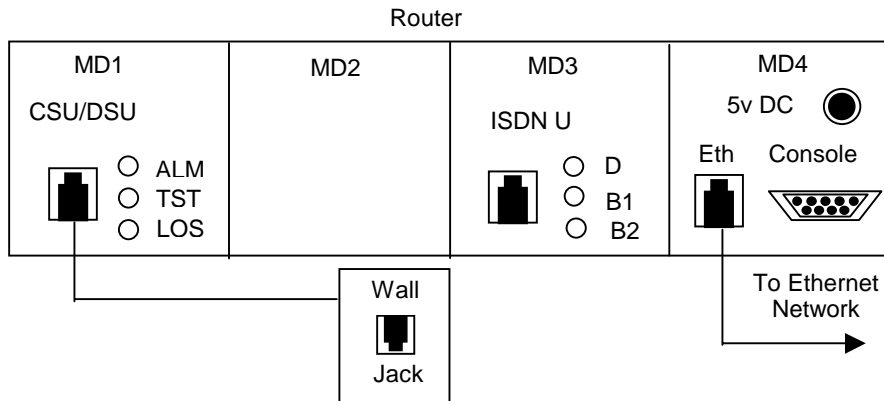 Router
MD1
MD2
MD3
MD4
CSU/DSU
ALM
TST
LOS
ISDN U
D
B1
B2
5v DC
Eth
Console
Wall
Jack
To Ethernet
Network